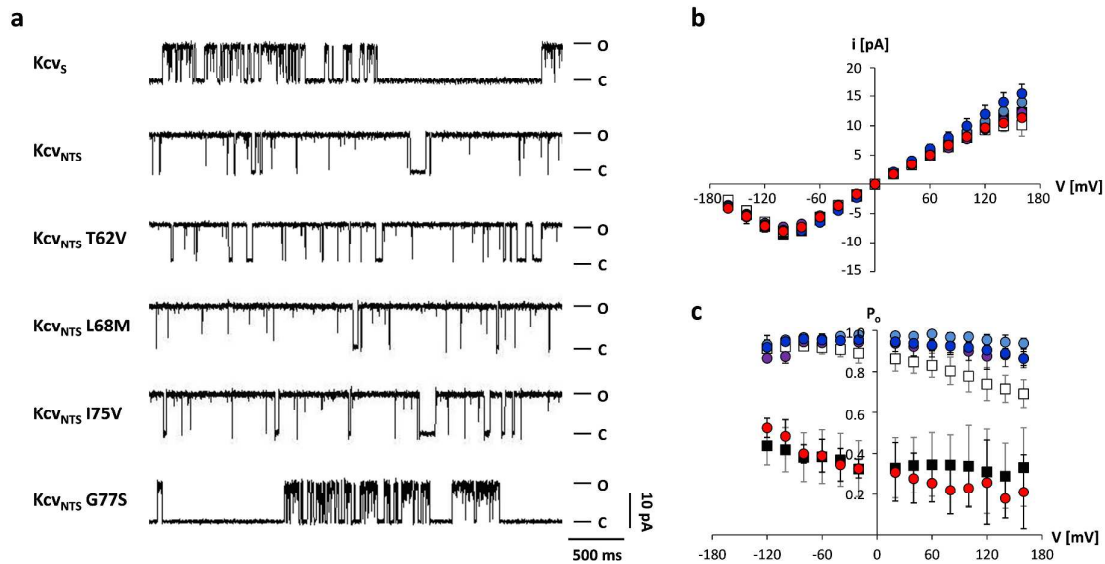 a
Kcv_S
O
C
Kcv_NTS
O
C
Kcv_NTS T62V
O
C
Kcv_NTS L68M
O
C
Kcv_NTS I75V
O
C
Kcv_NTS G77S
O
C
10 pA
500 ms
b
i [pA]
20
15
10
5
-5
-10
-15
-180 -120 -60 0 60 120 180
V [mV]
c
P_o
1.0
0.8
0.6
0.4
0.2
-180 -120 -60 0 60 120 180
V [mV]